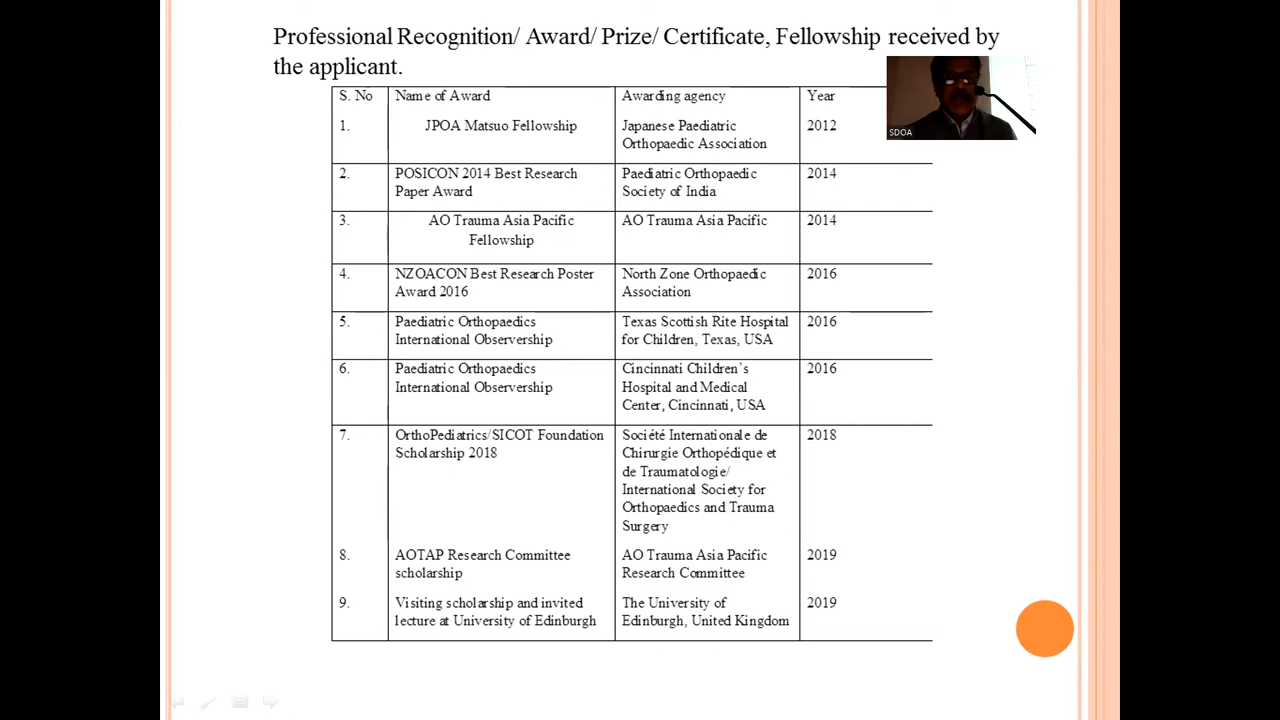 Professional Recognition/ Award/ Prize/ Certificate, Fellowship received by
the applicant.
S. No Name of Award Awarding agency Year
1. JPOA Matsuo Fellowship Japanese Paediatric 2012
Orthopaedic Association
2. POSICON 2014 Best Research Paediatric Orthopaedic 2014
Paper Award Society of India
3. AO Trauma Asia Pacific AO Trauma Asia Pacific 2014
Fellowship
4. NZOACON Best Research Poster North Zone Orthopaedic 2016
Award 2016 Association
5. Paediatric Orthopaedics Texas Scottish Rite Hospital 2016
International Observership for Children, Texas, USA
6. Paediatric Orthopaedics Cincinnati Children's 2016
International Observership Hospital and Medical
Center, Cincinnati, USA
7. OrthoPediatrics/SICOT Foundation Société Internationale de 2018
Scholarship 2018 Chirurgie Orthopédique et
de Traumatologie/
International Society for
Orthopaedics and Trauma
Surgery
8. AOTAP Research Committee AO Trauma Asia Pacific 2019
scholarship Research Committee
9. Visiting scholarship and invited The University of 2019
lecture at University of Edinburgh Edinburgh, United Kingdom
SDOA